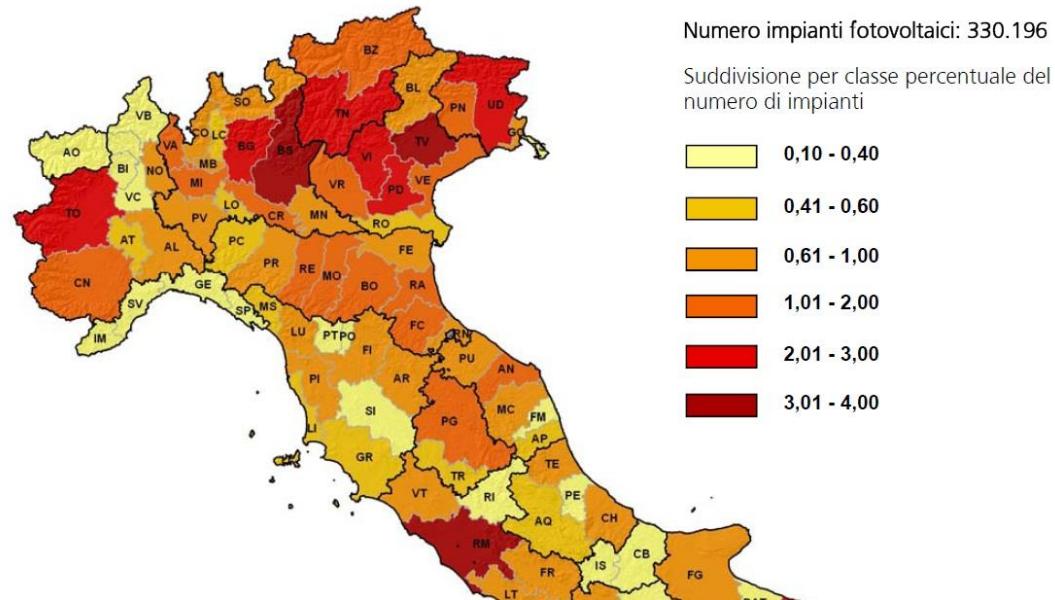 Numero impianti fotovoltaici: 330.196
Suddivisione per classe percentuale del
numero di impianti
0,10 - 0,40
0,41 - 0,60
0,61 - 1,00
1,01 - 2,00
2,01 - 3,00
3,01 - 4,00
BZ
VB
SO
TN
BL
PN
UD
AO
VA
CO
LC
BG
BS
VI
TV
GO
BI
NO
MB
MI
VR
PD
VE
TO
VC
PV
LO
CR
MN
RO
AT
AL
PC
FE
CN
PR
RE
MO
BO
RA
GE
SV
SP
MS
IM
LU
PT
PO
FI
FC
RN
PU
PI
AR
AN
SI
MC
FM
LI
PG
AP
GR
TR
TE
VT
RI
PE
AQ
CH
RM
CB
IS
FR
FG
LT